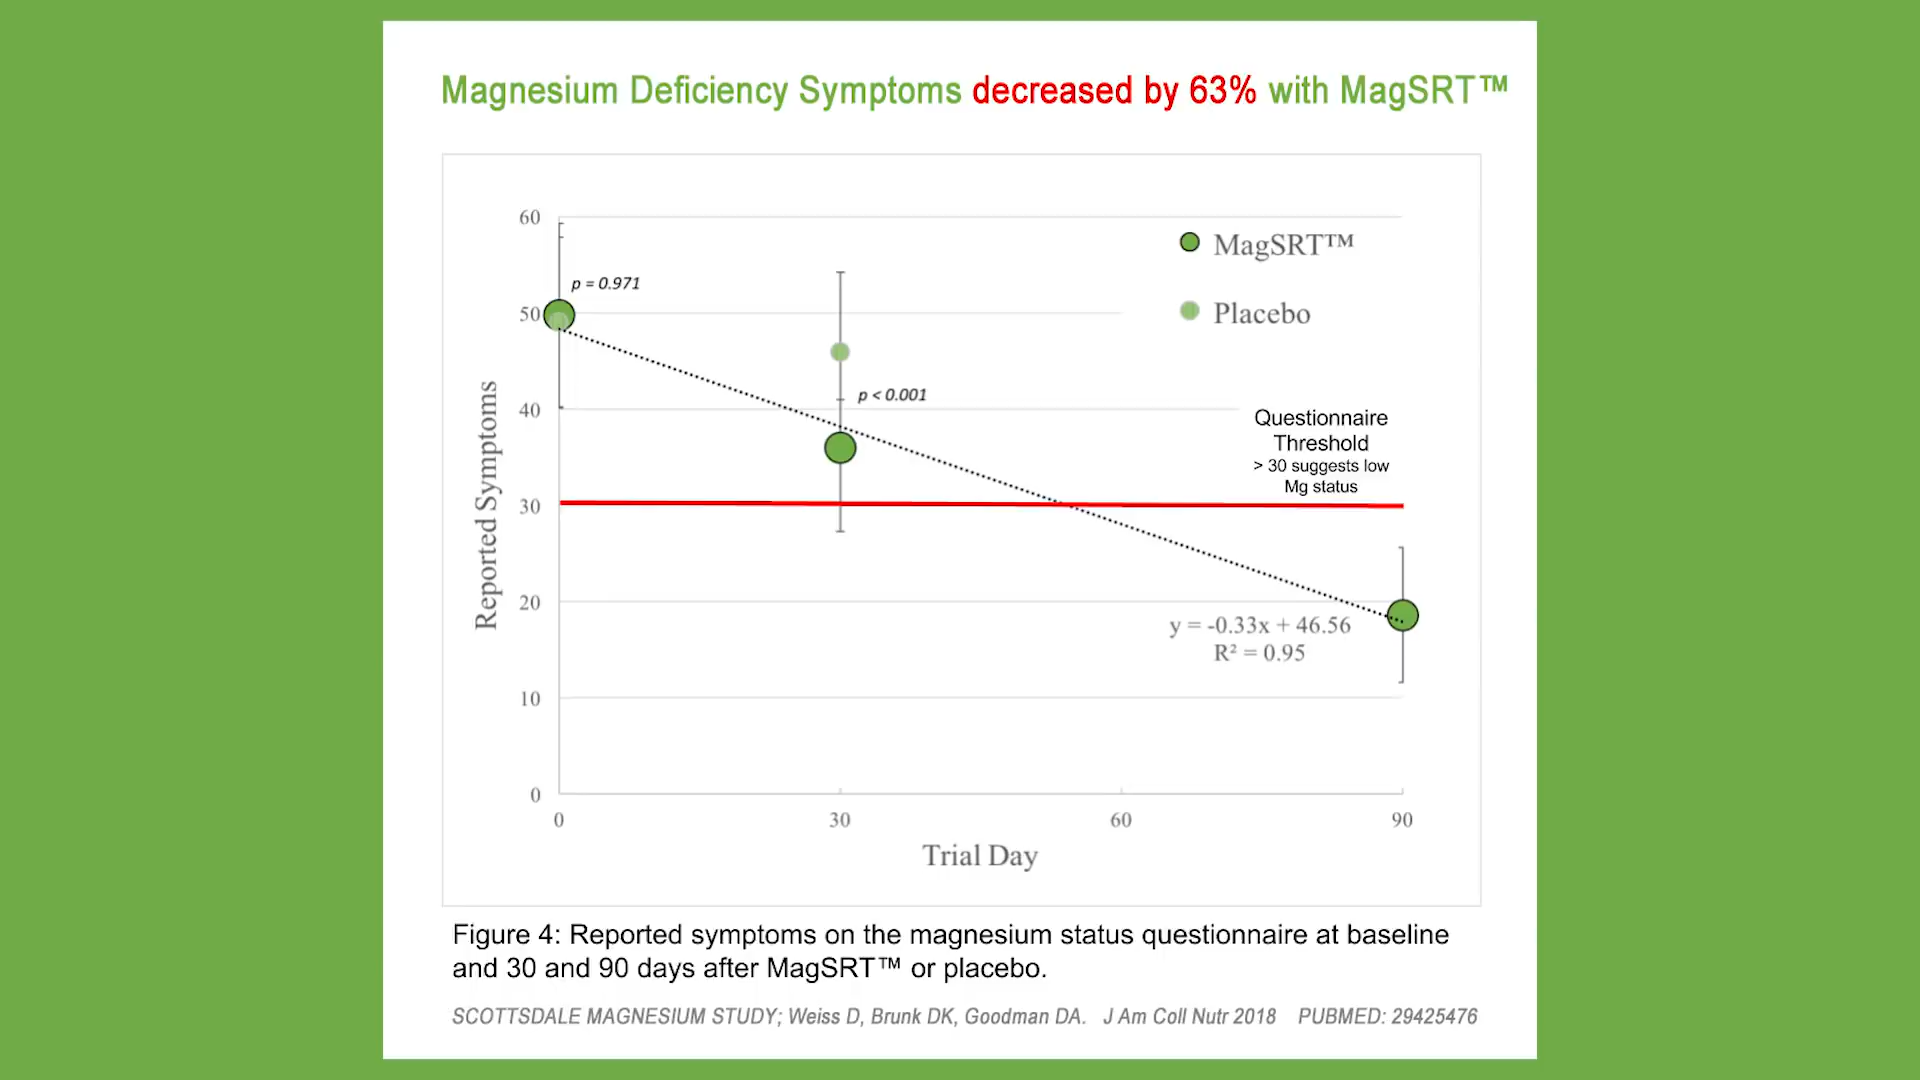 Magnesium Deficiency Symptoms decreased by 63% with MagSRT™
60
50
40
30
20
10
0
Reported Symptoms
p = 0.971
p < 0.001
MagSRT™
Placebo
Questionnaire
Threshold
> 30 suggests low
Mg status
y = -0.33x + 46.56
R² = 0.95
0 30 60 90
Trial Day
Figure 4: Reported symptoms on the magnesium status questionnaire at baseline
and 30 and 90 days after MagSRT™ or placebo.
SCOTTSDALE MAGNESIUM STUDY; Weiss D, Brunk DK, Goodman DA. J Am Coll Nutr 2018 PUBMED: 29425476